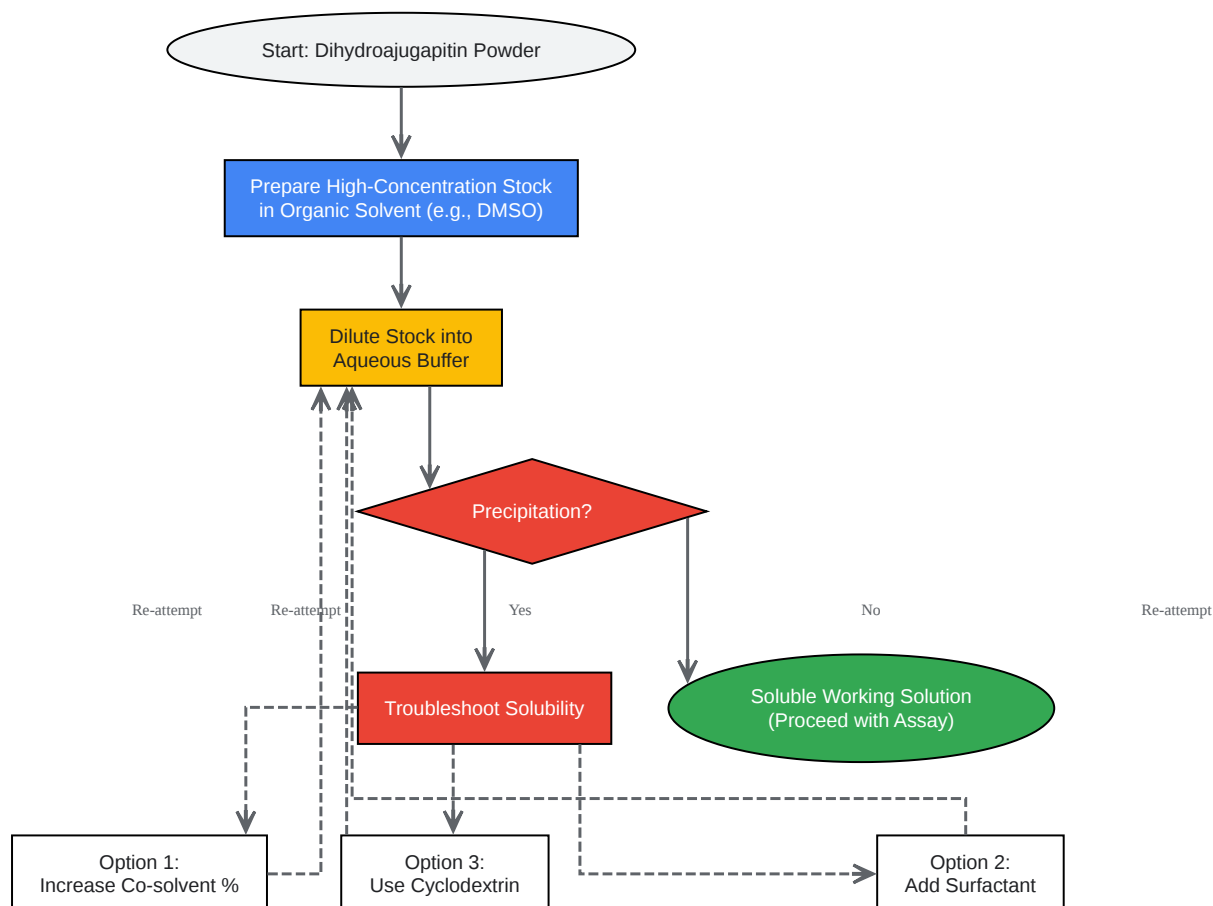 Start: Dihydroajugapitin Powder
Prepare High-Concentration Stock
in Organic Solvent (e.g., DMSO)
Dilute Stock into
Aqueous Buffer
Precipitation?
Re-attempt
Re-attempt
Yes
No
Re-attempt
Troubleshoot Solubility
Soluble Working Solution
(Proceed with Assay)
Option 1:
Increase Co-solvent %
Option 3:
Use Cyclodextrin
Option 2:
Add Surfactant